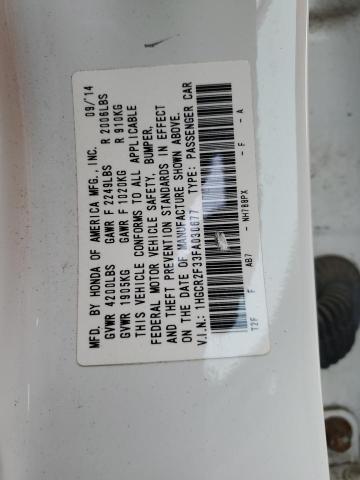 MFD. BY HONDA OF AMERICA MFG., INC. 09/'14
GVWR 4200LBS GAWR F 2249LBS R 2006LBS
GVWR 1905KG GAWR F 1020KG R 910KG
THIS VEHICLE CONFORMS TO ALL APPLICABLE
FEDERAL MOTOR VEHICLE SAFETY, BUMPER,
AND THEFT PREVENTION STANDARDS IN EFFECT
ON THE DATE OF MANUFACTURE SHOWN ABOVE.
V.I.N.: 1HGCR2F33FA030677 TYPE: PASSENGER CAR
T2F F AB7 - NH788PX - F - A